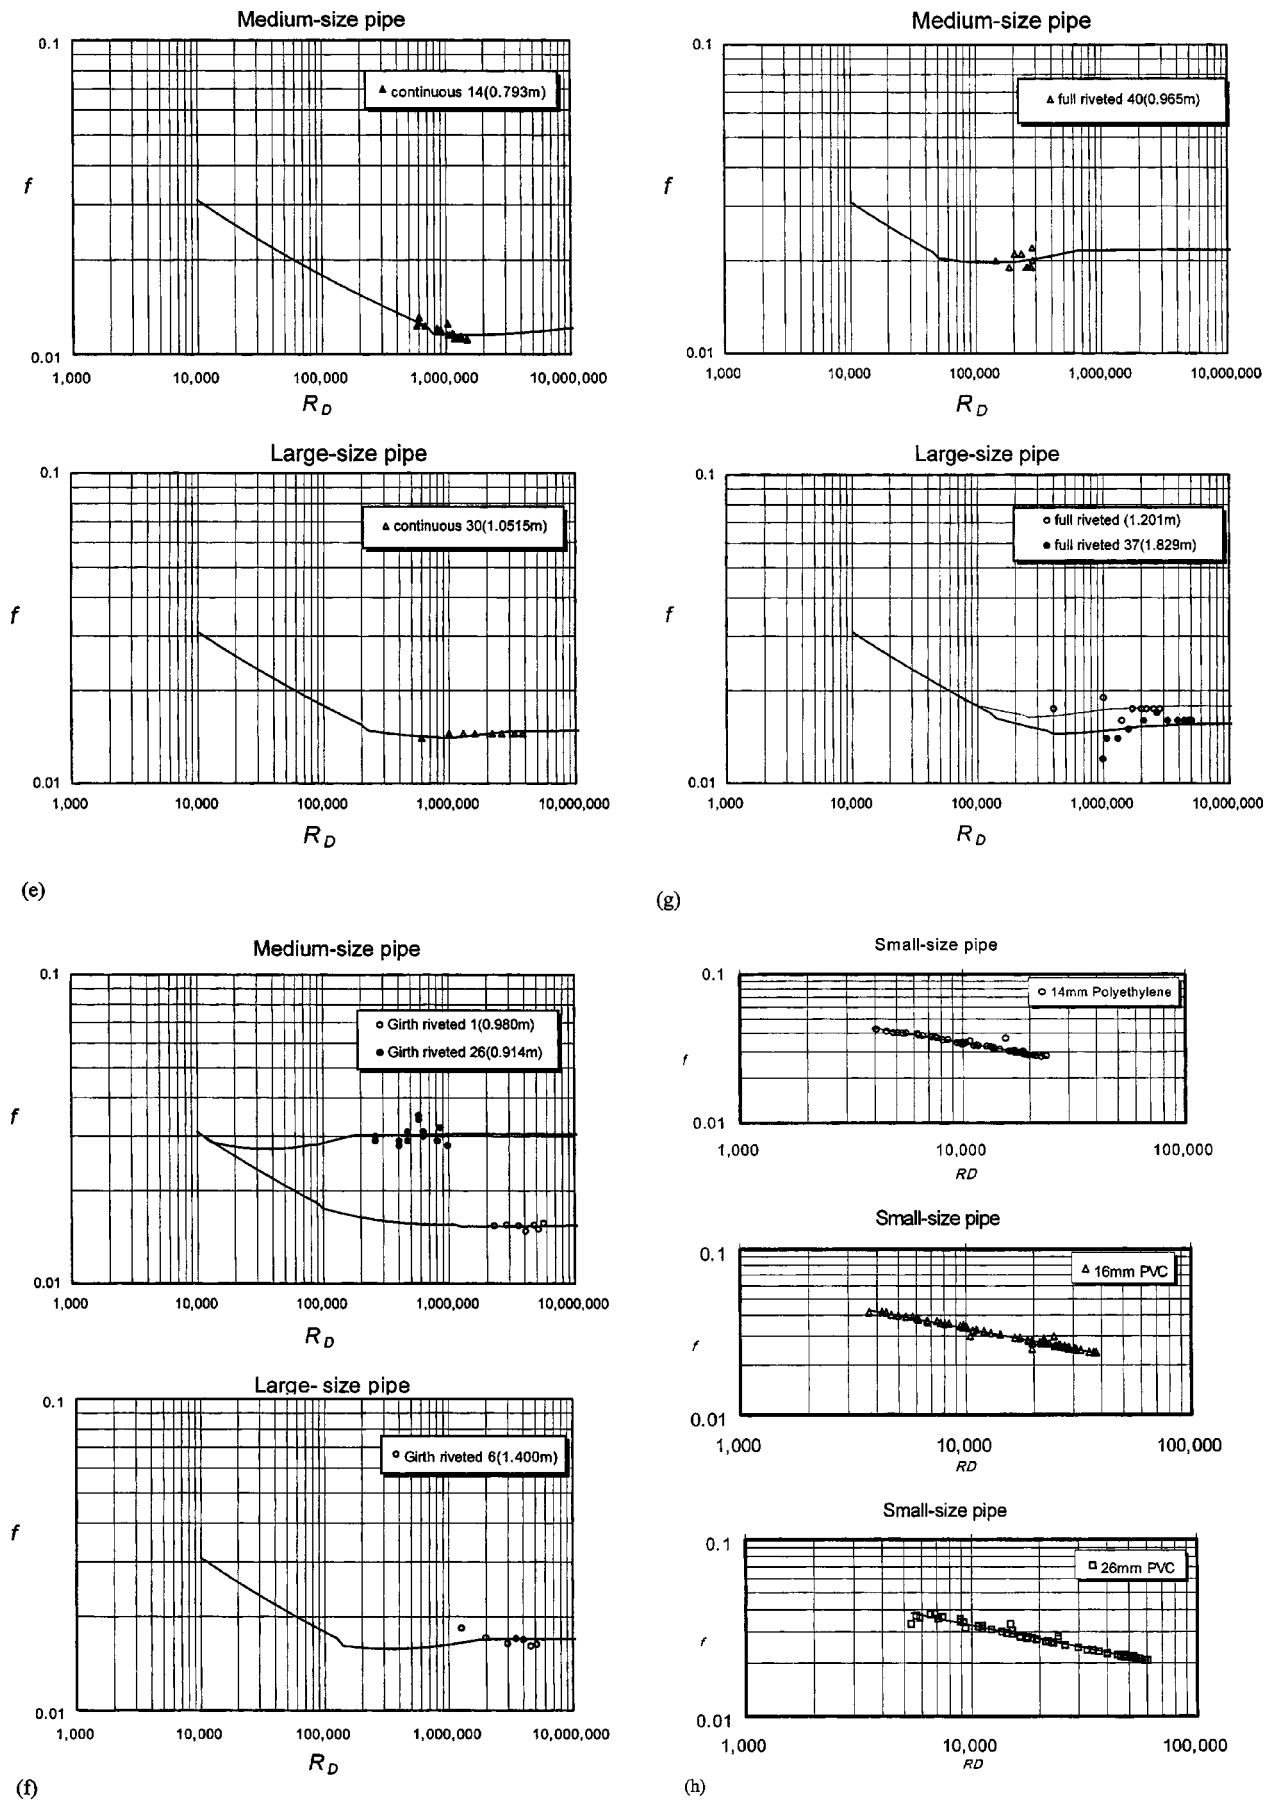 Medium-size pipe
0.1
▲ continuous 14(0.793m)
f
0.01
1,000 10,000 100,000 1,000,000 10,000,000
R D
Large-size pipe
0.1
△ continuous 30(1.0515m)
f
0.01
1,000 10,000 100,000 1,000,000 10,000,000
R D
(e)
Medium-size pipe
0.1
○ Girth riveted 1(0.980m)
● Girth riveted 26(0.914m)
f
0.01
1,000 10,000 100,000 1,000,000 10,000,000
R D
Large- size pipe
0.1
○ Girth riveted 6(1.400m)
f
0.01
1,000 10,000 100,000 1,000,000 10,000,000
R D
(f)
Medium-size pipe
0.1
△ full riveted 40(0.965m)
f
0.01
1,000 10,000 100,000 1,000,000 10,000,000
R D
Large-size pipe
0.1
○ full riveted (1.201m)
● full riveted 37(1.829m)
f
0.01
1,000 10,000 100,000 1,000,000 10,000,000
R D
(g)
Small-size pipe
0.1
○ 14mm Polyethylene
f
0.01
1,000 10,000 100,000
RD
Small-size pipe
0.1
△ 16mm PVC
f
0.01
1,000 10,000 100,000
RD
Small-size pipe
0.1
□ 26mm PVC
f
0.01
1,000 10,000 100,000
RD
(h)